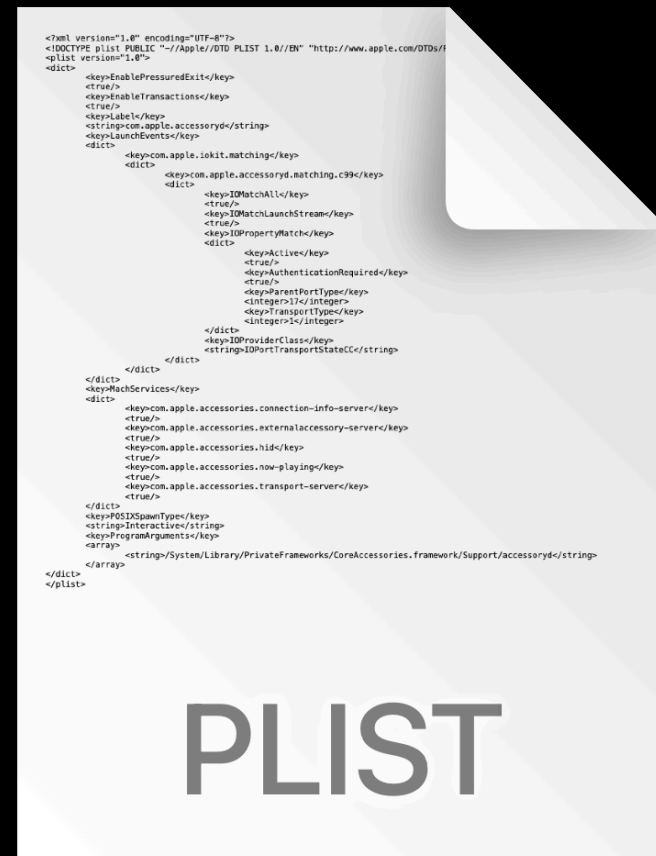 <?xml version="1.0" encoding="UTF-8"?>
<!DOCTYPE plist PUBLIC "-//Apple//DTD PLIST 1.0//EN" "http://www.apple.com/DTDs/
<plist version="1.0">
<dict>
<key>EnablePressuredExit</key>
<true/>
<key>EnableTransactions</key>
<true/>
<key>Label</key>
<string>com.apple.accessoryd</string>
<key>LaunchEvents</key>
<dict>
<key>com.apple.iokit.matching</key>
<dict>
<key>com.apple.accessoryd.matching.c99</key>
<dict>
<key>IOMatchAll</key>
<true/>
<key>IOMatchLaunchStream</key>
<true/>
<key>IOPropertyMatch</key>
<dict>
<key>Active</key>
<true/>
<key>AuthenticationRequired</key>
<true/>
<key>ParentPortType</key>
<integer>17</integer>
<key>TransportType</key>
<integer>1</integer>
</dict>
<key>IOProviderClass</key>
<string>IOPortTransportStateCC</string>
</dict>
</dict>
</dict>
<key>MachServices</key>
<dict>
<key>com.apple.accessories.connection-info-server</key>
<true/>
<key>com.apple.accessories.externalaccessory-server</key>
<true/>
<key>com.apple.accessories.hid</key>
<true/>
<key>com.apple.accessories.now-playing</key>
<true/>
<key>com.apple.accessories.transport-server</key>
<true/>
</dict>
<key>POSIXSpawnType</key>
<string>Interactive</string>
<key>ProgramArguments</key>
<array>
<string>/System/Library/PrivateFrameworks/CoreAccessories.framework/Support/accessoryd</string>
</array>
</dict>
</plist>
PLIST